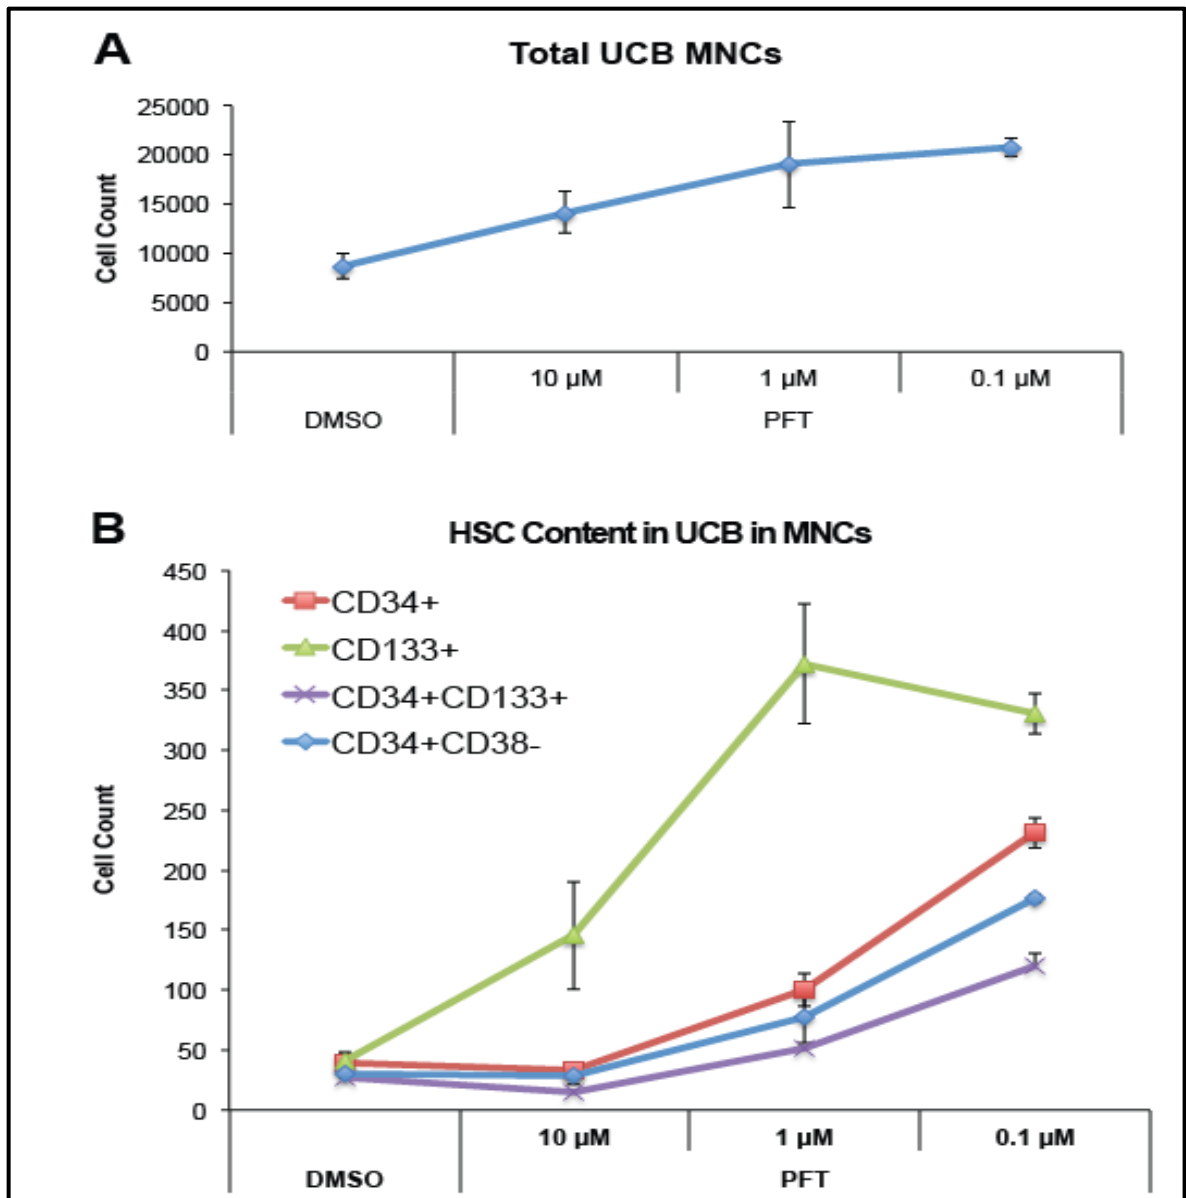 A
Total UCB MNCs
25000
20000
15000
10000
5000
0
Cell Count
10 µM 1 µM 0.1 µM
DMSO PFT
B
HSC Content in UCB in MNCs
450
400
350
300
250
200
150
100
50
0
Cell Count
CD34+
CD133+
CD34+CD133+
CD34+CD38-
10 µM 1 µM 0.1 µM
DMSO PFT